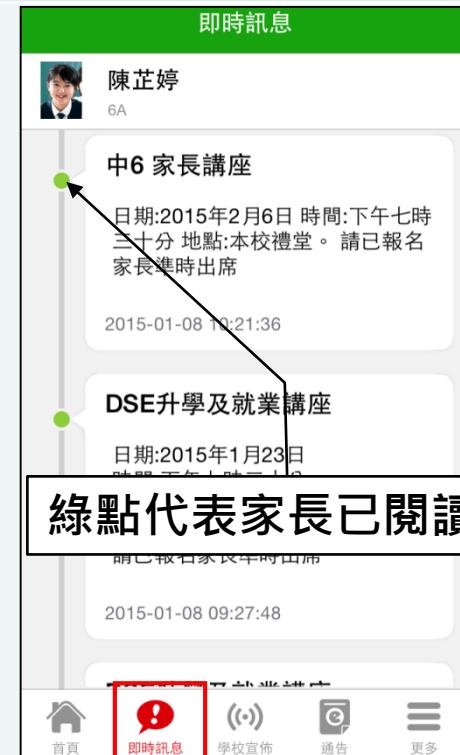 即時訊息
陳芷婷
6A
中6 家長講座
日期:2015年2月6日 時間:下午七時
三十分 地點:本校禮堂。 請已報名
家長準時出席
2015-01-08 10:21:36
DSE升學及就業講座
日期:2015年1月23日
綠點代表家長已閱讀
請已報名家長準時出席
2015-01-08 09:27:48
首頁
即時訊息
學校宣佈
通告
更多